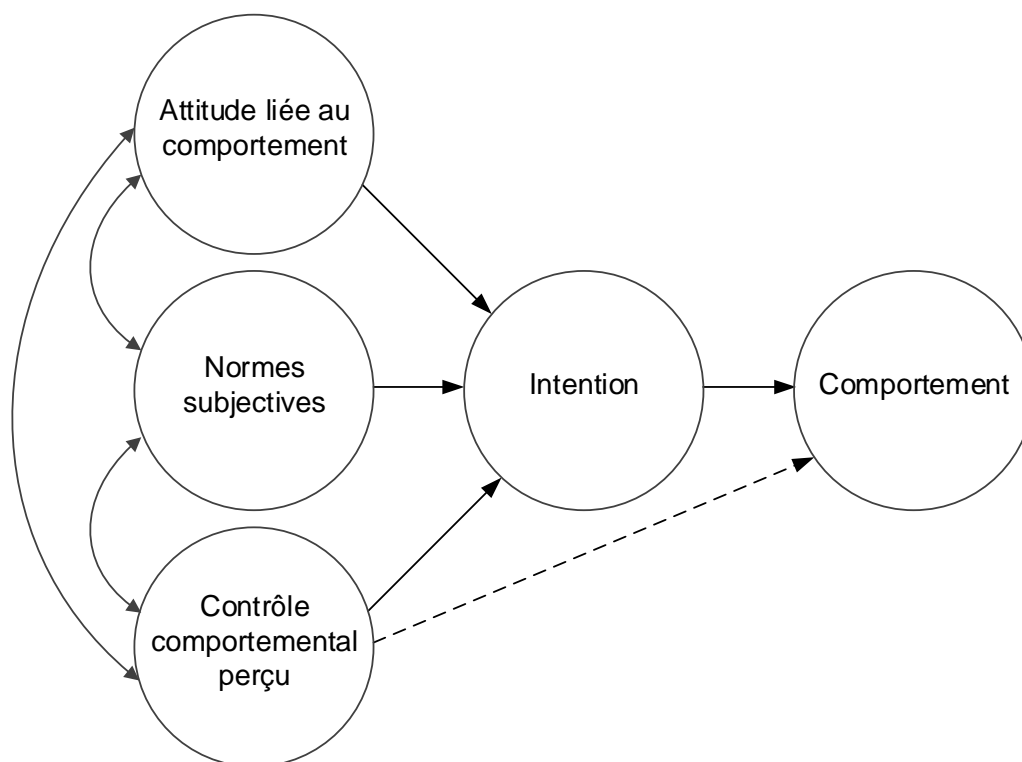 Attitude liée au
comportement
Normes
subjectives
Intention
Comportement
Contrôle
comportemental
perçu